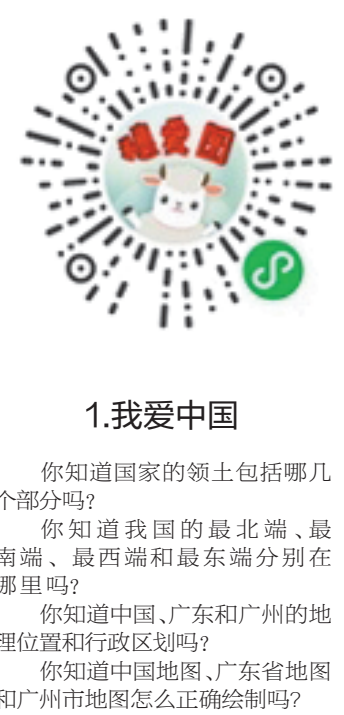 1.我爱中国
你知道国家的领土包括哪几
个部分吗?
你知道我国的最北端、最
南端、最西端和最东端分别在
哪里吗?
你知道中国、广东和广州的地
理位置和行政区划吗?
你知道中国地图、广东省地图
和广州市地图怎么正确绘制吗?